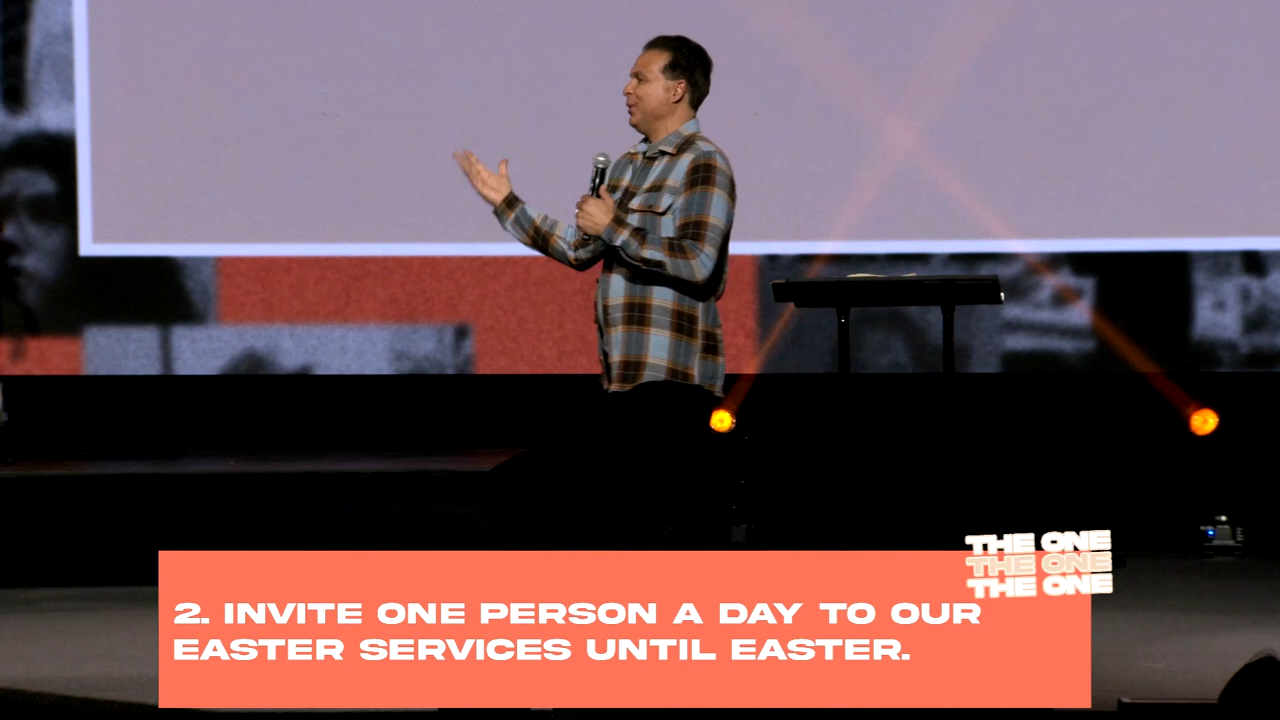 THE ONE
THE ONE
THE ONE
2. INVITE ONE PERSON A DAY TO OUR
EASTER SERVICES UNTIL EASTER.